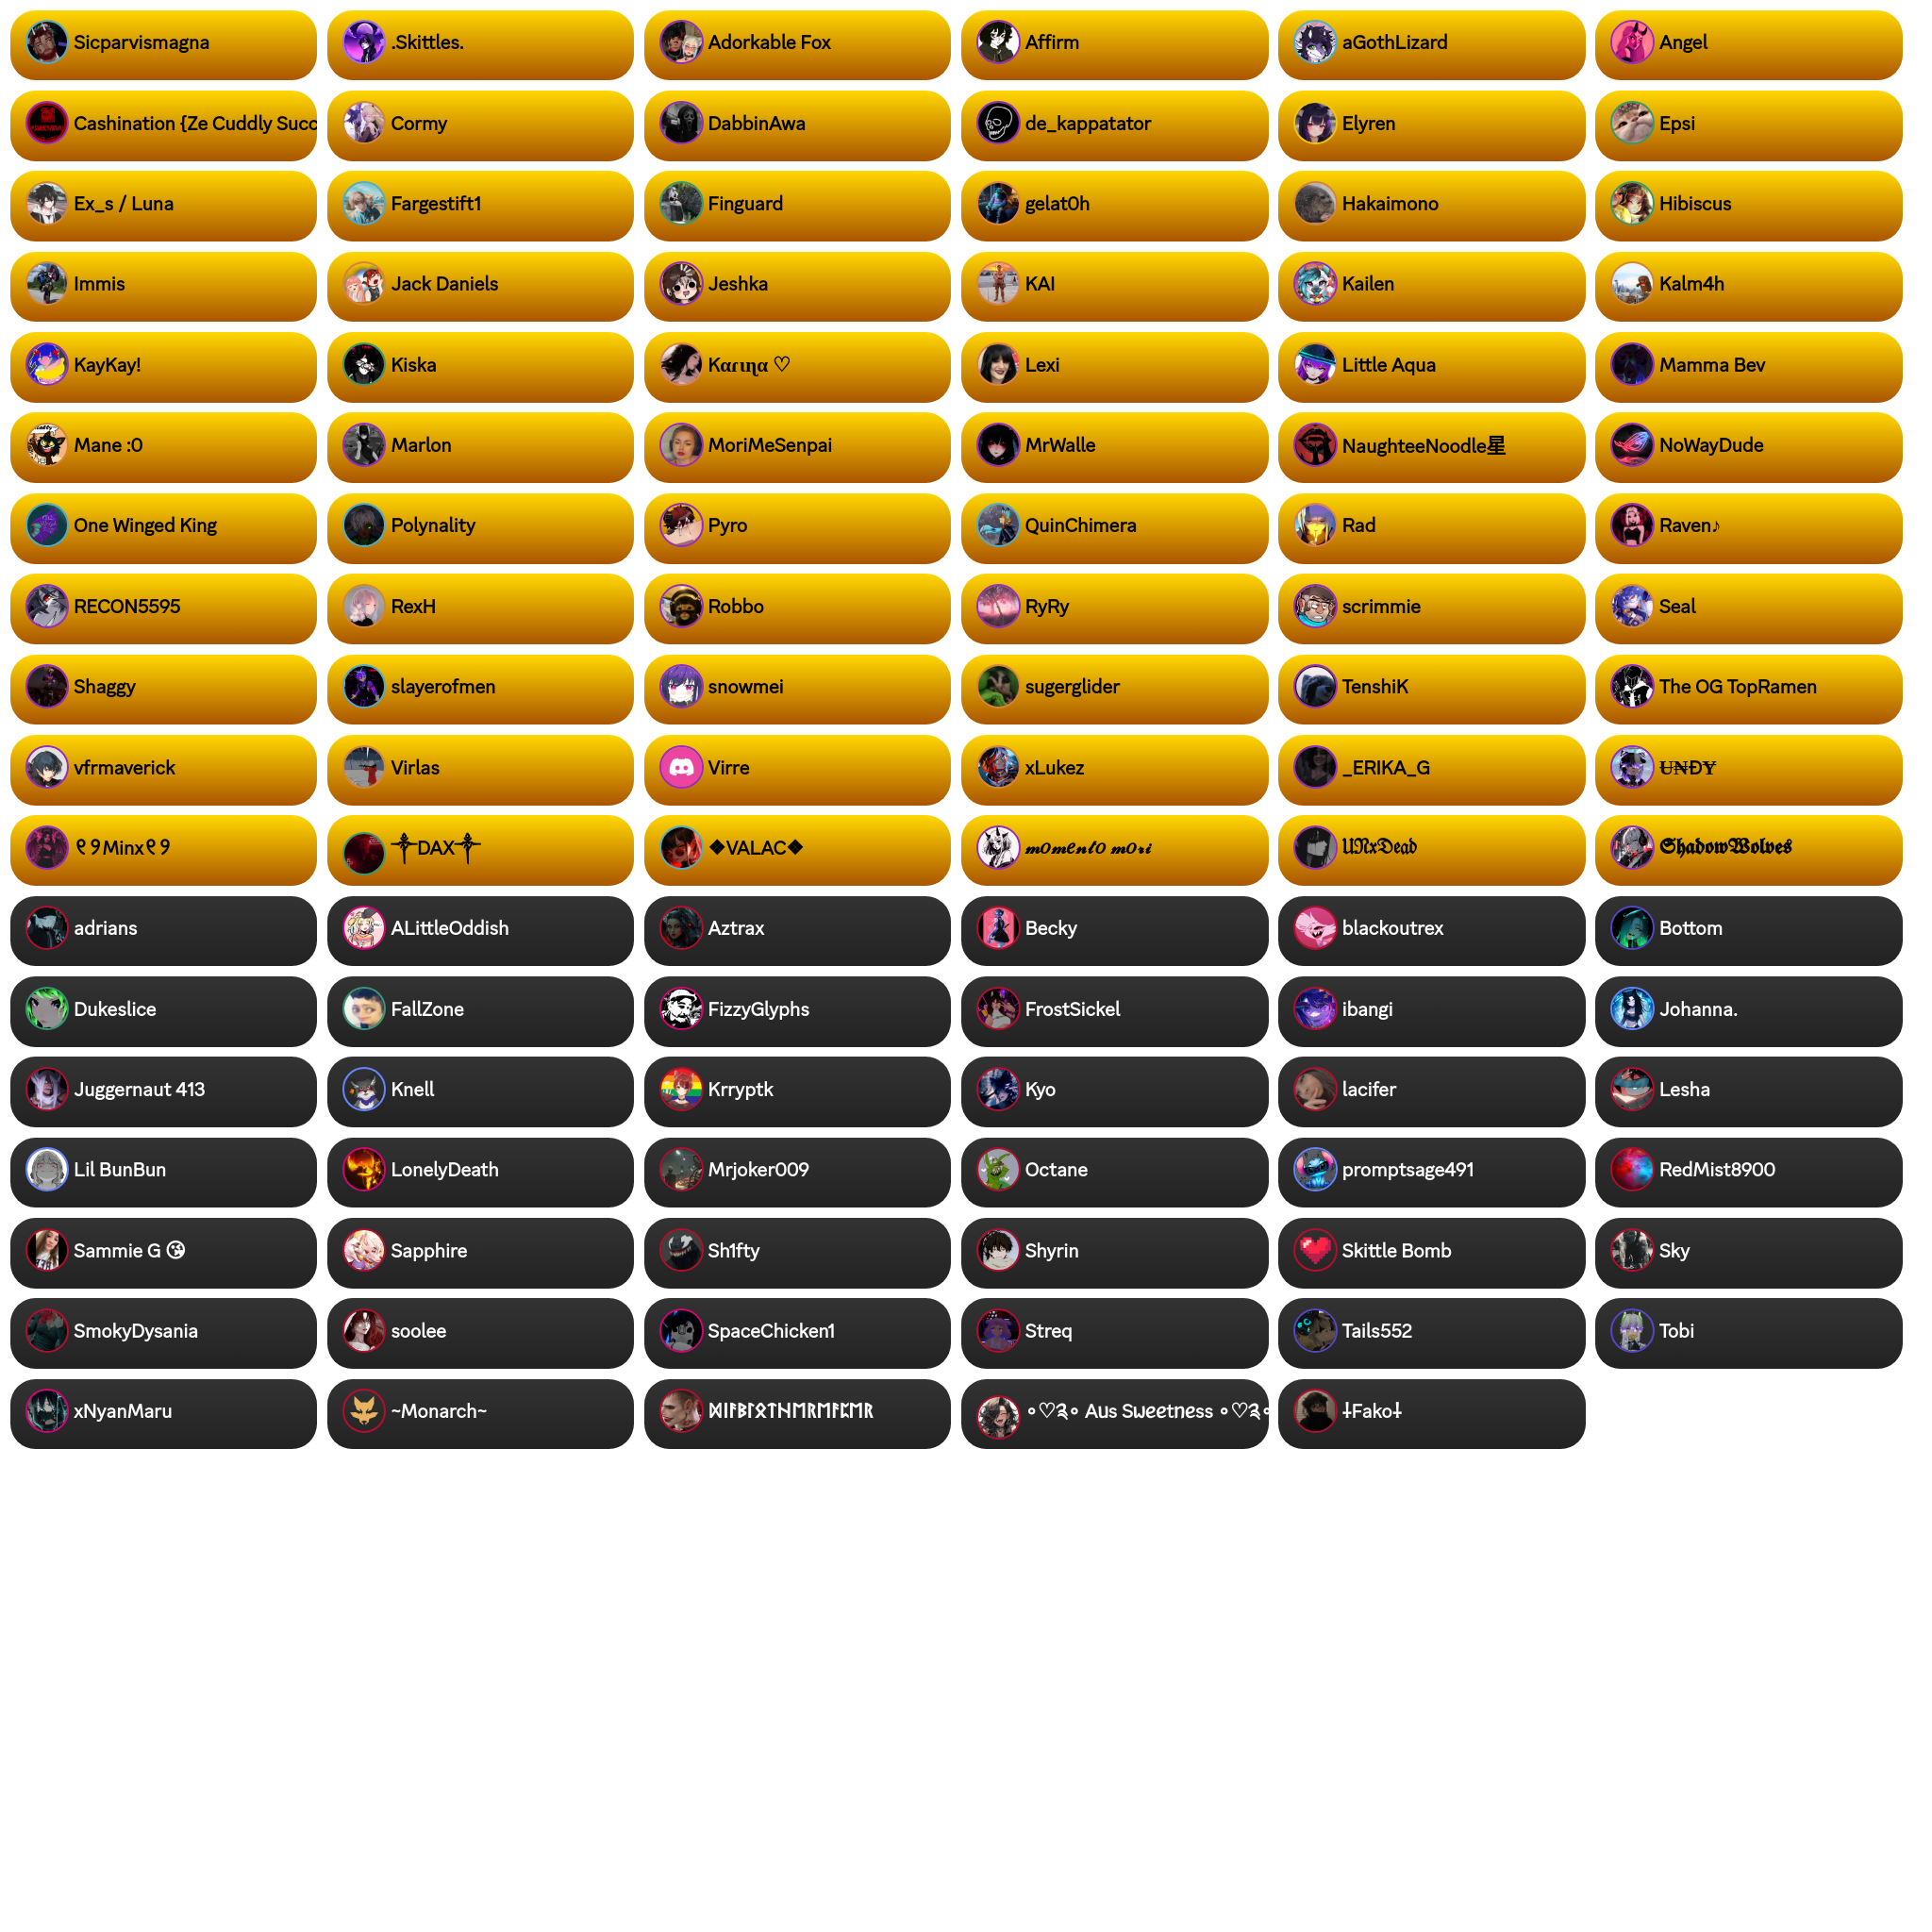 Sicparvismagna
.Skittles.
Adorkable Fox
Affirm
aGothLizard
Angel
Cashination {Ze Cuddly Succ
Cormy
DabbinAwa
de_kappatator
Elyren
Epsi
Ex_s / Luna
Fargestift1
Finguard
gelat0h
Hakaimono
Hibiscus
Immis
Jack Daniels
Jeshka
KAI
Kailen
Kalm4h
KayKay!
Kiska
Kαɾιɳα ♡
Lexi
Little Aqua
Mamma Bev
Mane :0
Marlon
MoriMeSenpai
MrWalle
NaughteeNoodle星
NoWayDude
One Winged King
Polynality
Pyro
QuinChimera
Rad
Raven♪
RECON5595
RexH
Robbo
RyRy
scrimmie
Seal
Shaggy
slayerofmen
snowmei
sugerglider
TenshiK
The OG TopRamen
vfrmaverick
Virlas
Virre
xLukez
_ERIKA_G
U̶N̶ĐɎ
୧୨Minx୧୨
༒DAX༒
❖VALAC❖
𝓶𝓸𝓶𝓮𝓷𝓽𝓸 𝓶𝓸𝓻𝓲
𝔘𝔑𝔵𝔇𝔢𝔞𝔡
𝕾𝖍𝖆𝖉𝖔𝖜𝖂𝖔𝖑𝖛𝖊𝖘
adrians
ALittleOddish
Aztrax
Becky
blackoutrex
Bottom
Dukeslice
FallZone
FizzyGlyphs
FrostSickel
ibangi
Johanna.
Juggernaut 413
Knell
Krryptk
Kyo
lacifer
Lesha
Lil BunBun
LonelyDeath
Mrjoker009
Octane
promptsage491
RedMist8900
Sammie G 😘
Sapphire
Sh1fty
Shyrin
Skittle Bomb
Sky
SmokyDysania
soolee
SpaceChicken1
Streq
Tails552
Tobi
xNyanMaru
~Monarch~
∘♡༉∘ Aus Sweetness ∘♡༉∘
⸸Fako⸸